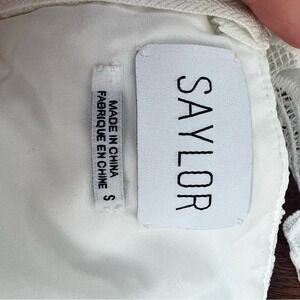 SAYLOR
MADE IN CHINA
FABRIQUE EN CHINE
S